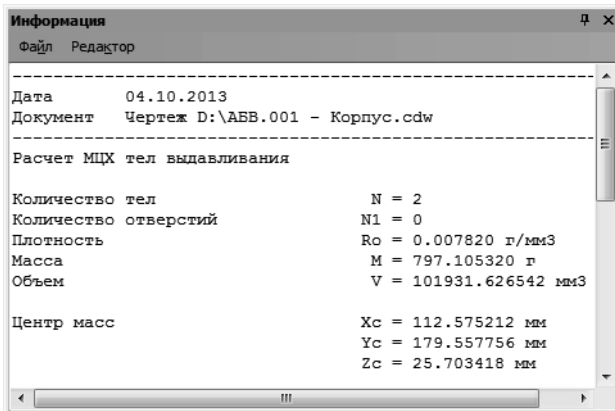 Информация
Файл Редактор
Дата 04.10.2013
Документ Чертеж D:\АБВ.001 - Корпус.cdw
Расчет МЦХ тел выдавливания
Количество тел N = 2
Количество отверстий N1 = 0
Плотность Ro = 0.007820 г/мм3
Масса M = 797.105320 г
Объем V = 101931.626542 мм3
Центр масс Xc = 112.575212 мм
Yc = 179.557756 мм
Zc = 25.703418 мм